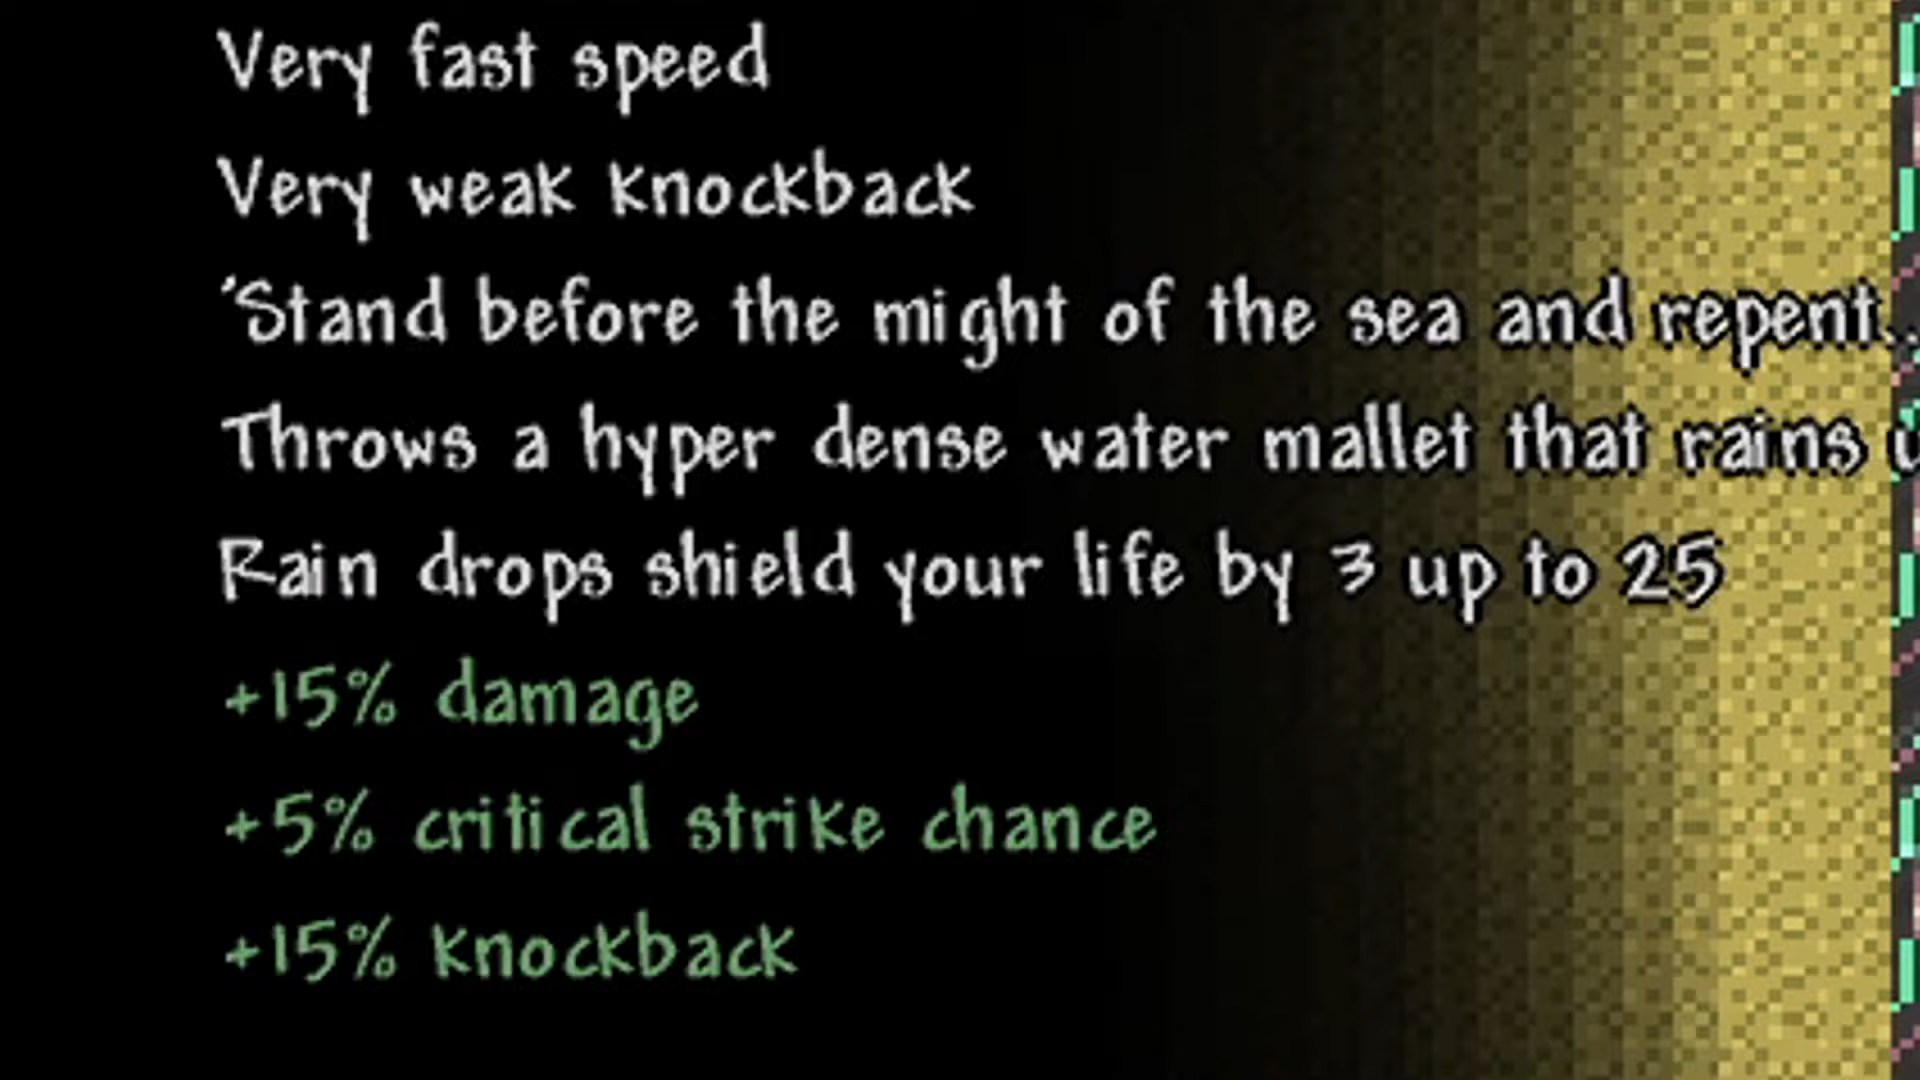 Very fast speed
Very weak knockback
'Stand before the might of the sea and repent..
Throws a hyper dense water mallet that rains
Rain drops shield your life by 3 up to 25
+15% damage
+5% critical strike chance
+15% knockback